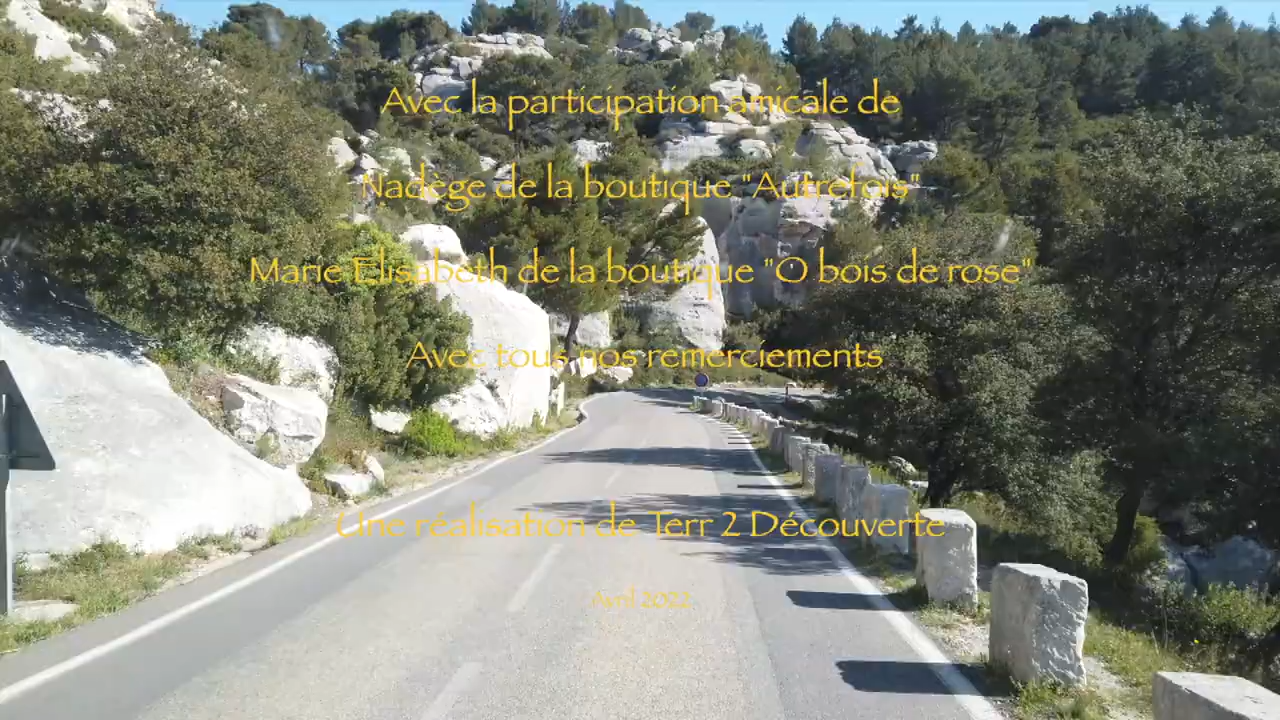 Avec la participation amicale de
Nadège de la boutique "Autrefois"
Marie Elisabeth de la boutique "O bois de rose"
Avec tous nos remerciements
Une réalisation de Terr 2 Découverte
Avril 2022